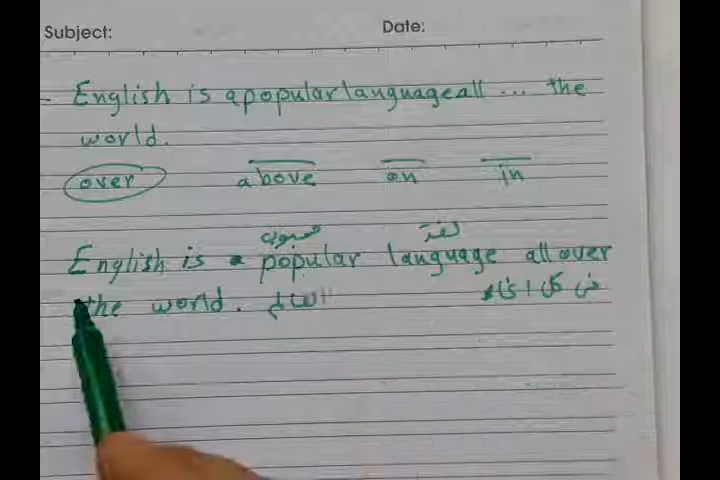 Subject: Date:
- English is a popular language all ... the
world.
over above on in
لغة محبوبة
English is a popular language all over
the world. العالم في كل انحاء